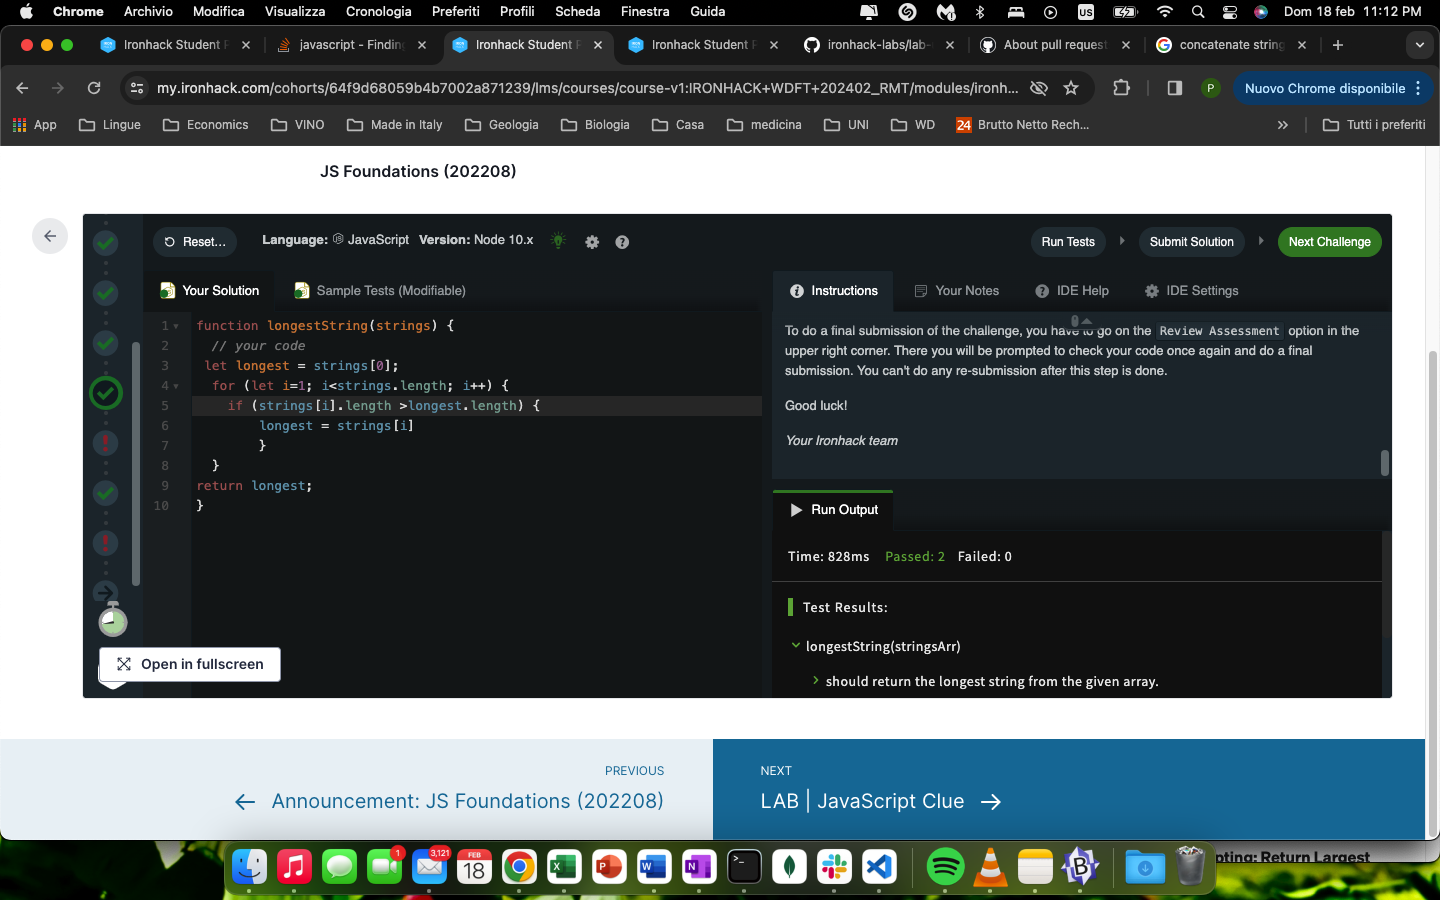 Chrome Archivio Modifica Visualizza Cronologia Preferiti Profili Scheda Finestra Guida US Dom 18 feb 11:12 PM
Ironhack Student P javascript - Finding Ironhack Student P Ironhack Student P ironhack-labs/lab- About pull request concatenate string
my.ironhack.com/cohorts/64f9d68059b4b7002a871239/lms/courses/course-v1:IRONHACK+WDFT+202402_RMT/modules/ironh... P Nuovo Chrome disponibile
App Lingue Economics VINO Made in Italy Geologia Biologia Casa medicina UNI WD 24 Brutto Netto Rech... » Tutti i preferiti
JS Foundations (202208)
Reset... Language: JavaScript Version: Node 10.x Run Tests Submit Solution Next Challenge
Your Solution Sample Tests (Modifiable) Instructions Your Notes IDE Help IDE Settings
1 function longestString(strings) {
2 // your code
3 let longest = strings[0];
4 for (let i=1; i<strings.length; i++) {
5 if (strings[i].length >longest.length) {
6 longest = strings[i]
7 }
8 }
9 return longest;
10 }
To do a final submission of the challenge, you have to go on the Review Assessment option in the
upper right corner. There you will be prompted to check your code once again and do a final
submission. You can't do any re-submission after this step is done.
Good luck!
Your Ironhack team
Run Output
Time: 828ms Passed: 2 Failed: 0
Test Results:
longestString(stringsArr)
should return the longest string from the given array.
Open in fullscreen
PREVIOUS
Announcement: JS Foundations (202208)
NEXT
LAB | JavaScript Clue
pting: Return Largest
1 3,121 FEB 18